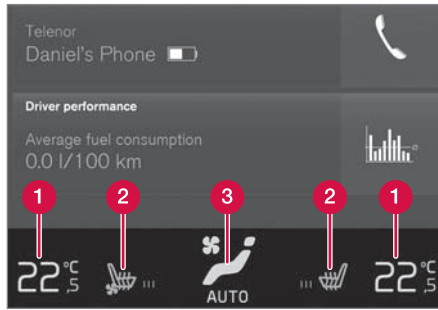 Telenor
Daniel's Phone
Driver performance
Average fuel consumption
0.0 l/100 km
1 2 3 2 1
22,5 °C 22,5 °C
AUTO